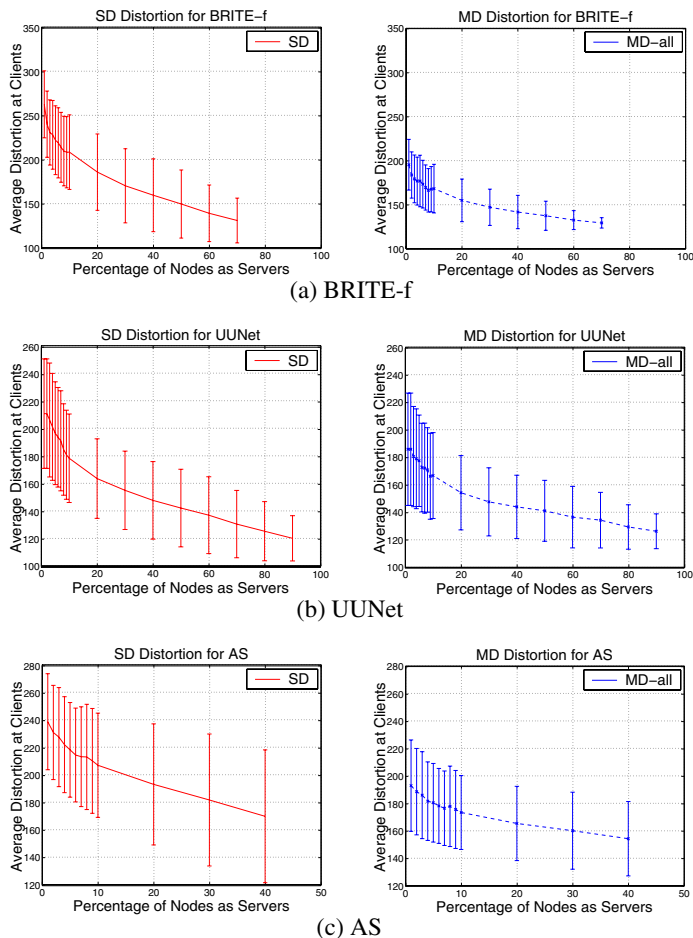 SD Distortion for BRITE-f
SD
Average Distortion at Clients
350
300
250
200
150
100
0 20 40 60 80 100
Percentage of Nodes as Servers
MD Distortion for BRITE-f
MD-all
Average Distortion at Clients
350
300
250
200
150
100
0 20 40 60 80 100
Percentage of Nodes as Servers
(a) BRITE-f
SD Distortion for UUNet
SD
Average Distortion at Clients
260
240
220
200
180
160
140
120
100
0 20 40 60 80 100
Percentage of Nodes as Servers
MD Distortion for UUNet
MD-all
Average Distortion at Clients
260
240
220
200
180
160
140
120
100
0 20 40 60 80 100
Percentage of Nodes as Servers
(b) UUNet
SD Distortion for AS
SD
Average Distortion at Clients
280
260
240
220
200
180
160
140
120
0 10 20 30 40 50
Percentage of Nodes as Servers
MD Distortion for AS
MD-all
Average Distortion at Clients
280
260
240
220
200
180
160
140
120
0 10 20 30 40 50
Percentage of Nodes as Servers
(c) AS